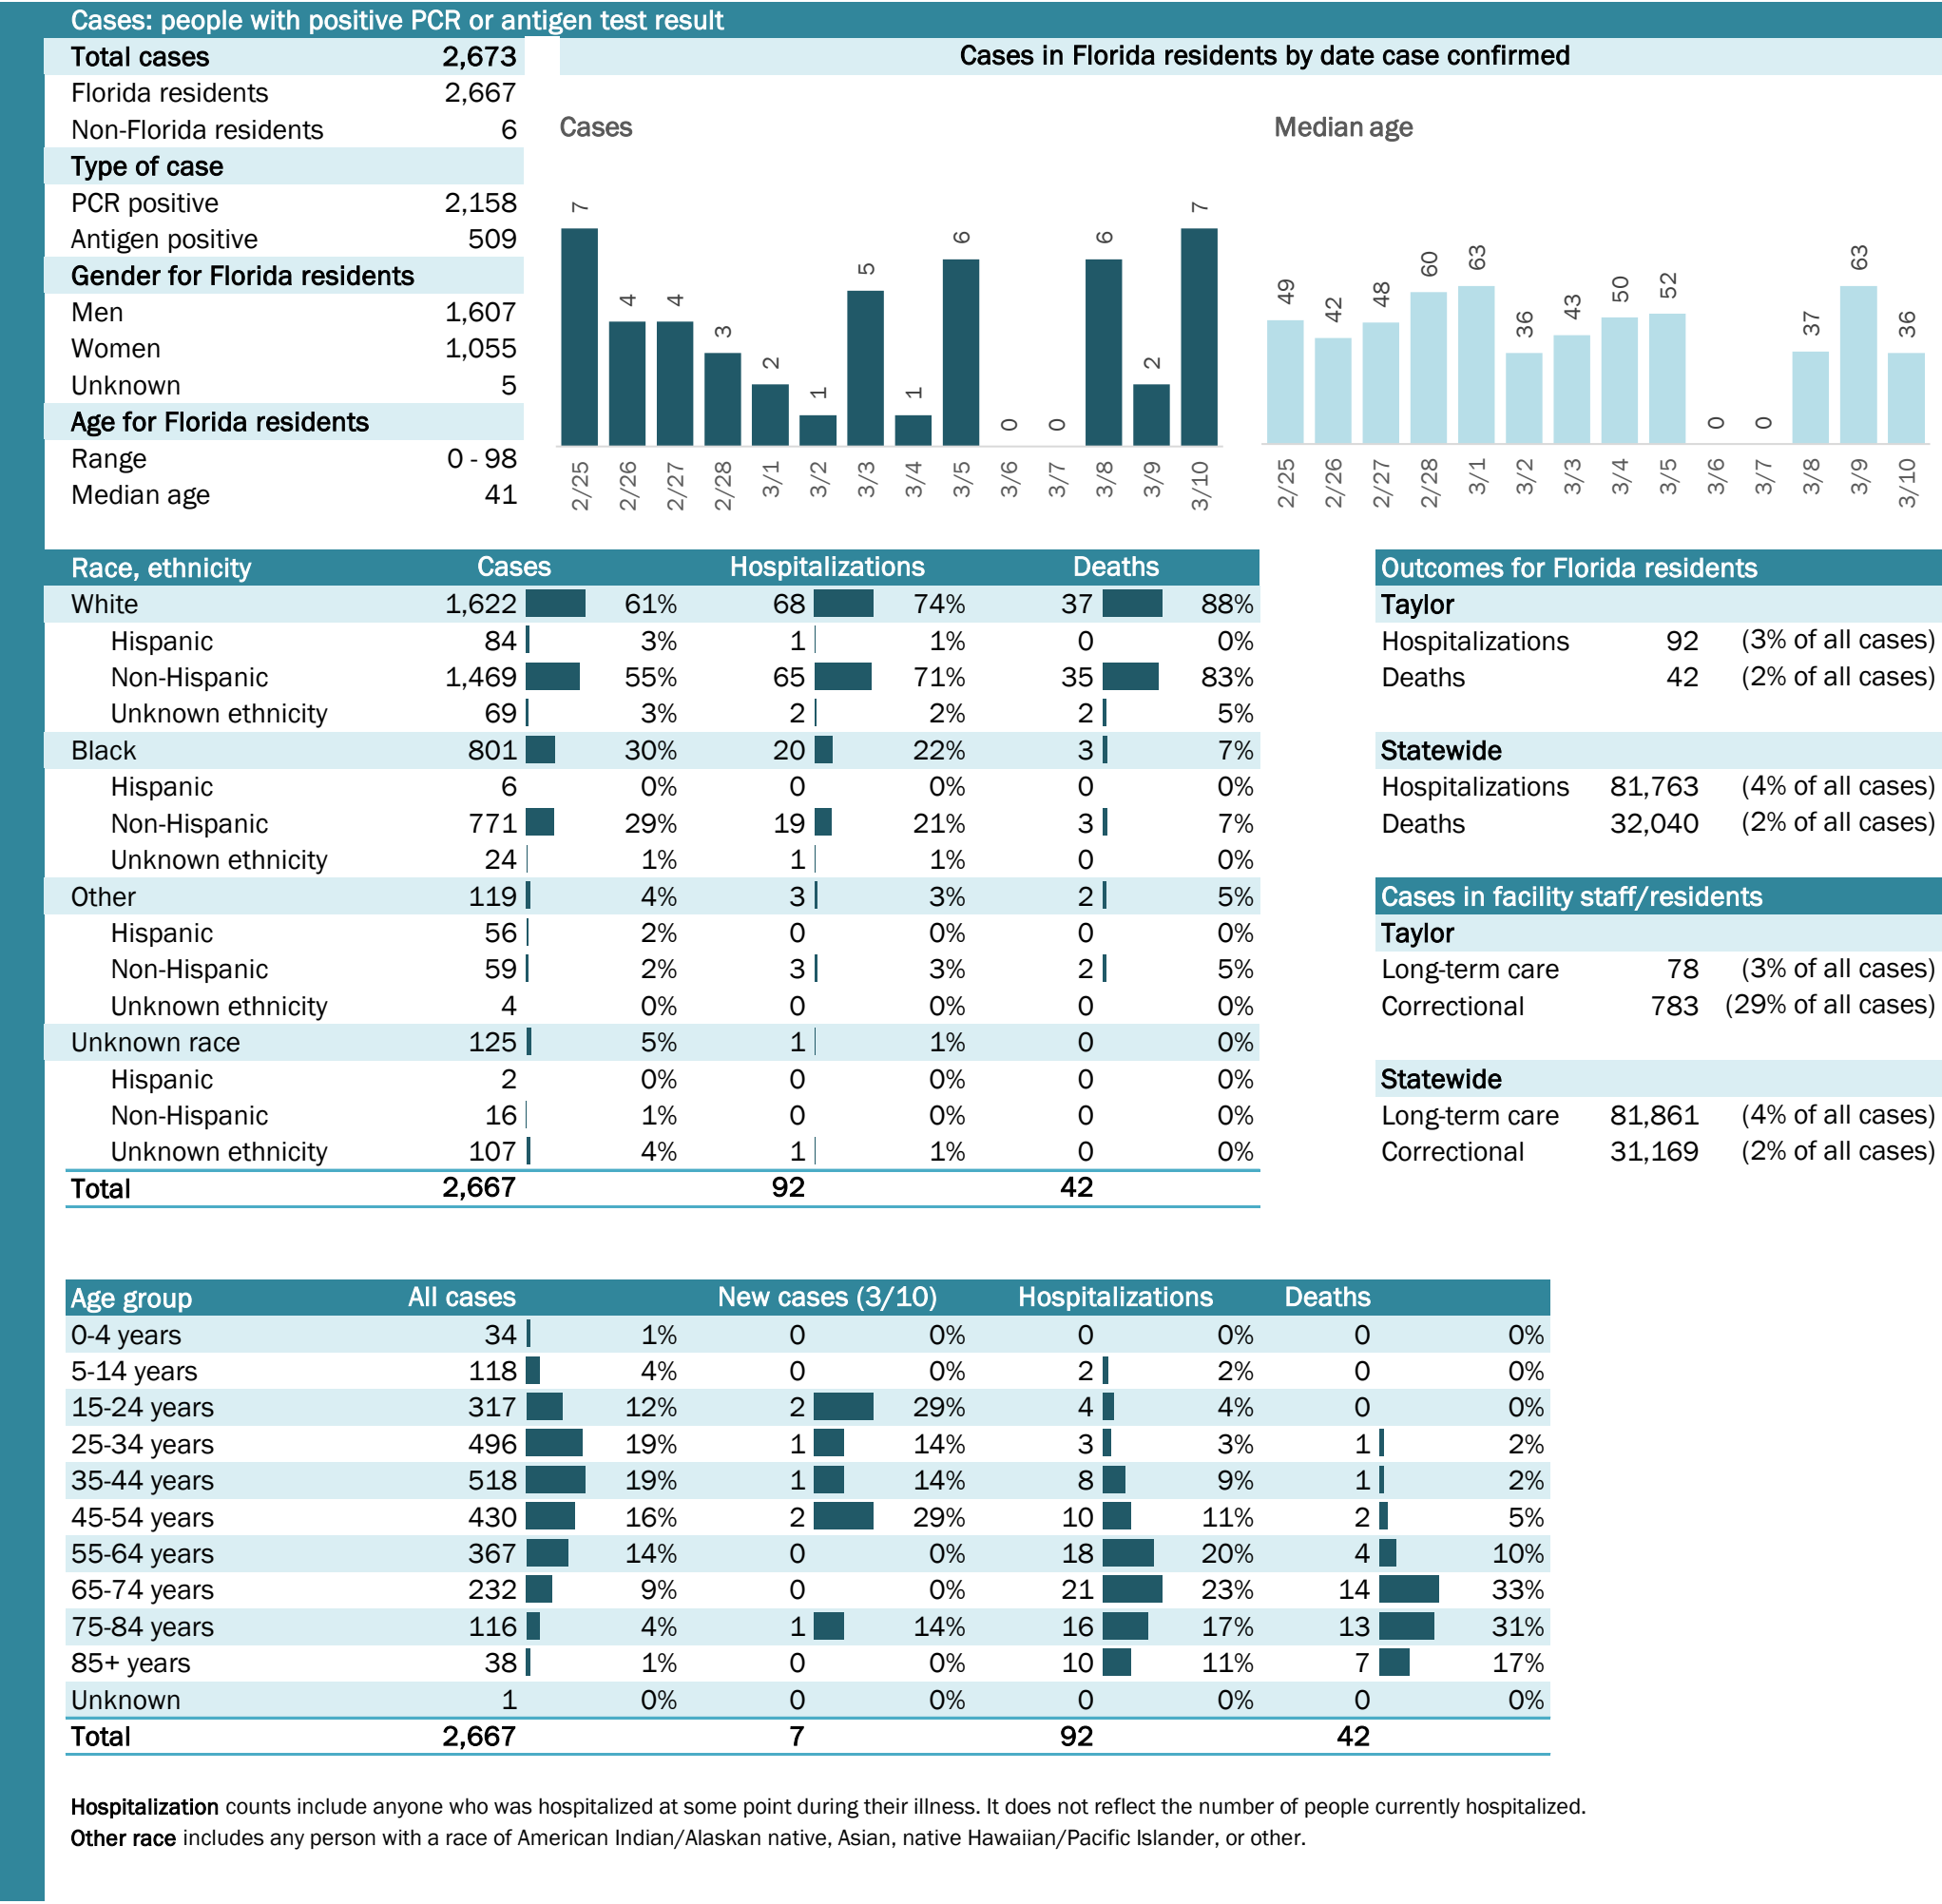 Cases: people with positive PCR or antigen test result
Total cases 2,673
Florida residents 2,667
Non-Florida residents 6
Type of case
PCR positive 2,158
Antigen positive 509
Gender for Florida residents
Men 1,607
Women 1,055
Unknown 5
Age for Florida residents
Range 0 - 98
Median age 41
Cases in Florida residents by date case confirmed
Cases
7 4 4 3 2 1 5 1 6 0 0 6 2 7
2/25 2/26 2/27 2/28 3/1 3/2 3/3 3/4 3/5 3/6 3/7 3/8 3/9 3/10
Median age
49 42 48 60 63 36 43 50 52 0 0 37 63 36
2/25 2/26 2/27 2/28 3/1 3/2 3/3 3/4 3/5 3/6 3/7 3/8 3/9 3/10
Race, ethnicity Cases Hospitalizations Deaths
White 1,622 61% 68 74% 37 88%
Hispanic 84 3% 1 1% 0 0%
Non-Hispanic 1,469 55% 65 71% 35 83%
Unknown ethnicity 69 3% 2 2% 2 5%
Black 801 30% 20 22% 3 7%
Hispanic 6 0% 0 0% 0 0%
Non-Hispanic 771 29% 19 21% 3 7%
Unknown ethnicity 24 1% 1 1% 0 0%
Other 119 4% 3 3% 2 5%
Hispanic 56 2% 0 0% 0 0%
Non-Hispanic 59 2% 3 3% 2 5%
Unknown ethnicity 4 0% 0 0% 0 0%
Unknown race 125 5% 1 1% 0 0%
Hispanic 2 0% 0 0% 0 0%
Non-Hispanic 16 1% 0 0% 0 0%
Unknown ethnicity 107 4% 1 1% 0 0%
Total 2,667 92 42
Outcomes for Florida residents
Taylor
Hospitalizations 92 (3% of all cases)
Deaths 42 (2% of all cases)
Statewide
Hospitalizations 81,763 (4% of all cases)
Deaths 32,040 (2% of all cases)
Cases in facility staff/residents
Taylor
Long-term care 78 (3% of all cases)
Correctional 783 (29% of all cases)
Statewide
Long-term care 81,861 (4% of all cases)
Correctional 31,169 (2% of all cases)
Age group All cases New cases (3/10) Hospitalizations Deaths
0-4 years 34 1% 0 0% 0 0% 0 0%
5-14 years 118 4% 0 0% 2 2% 0 0%
15-24 years 317 12% 2 29% 4 4% 0 0%
25-34 years 496 19% 1 14% 3 3% 1 2%
35-44 years 518 19% 1 14% 8 9% 1 2%
45-54 years 430 16% 2 29% 10 11% 2 5%
55-64 years 367 14% 0 0% 18 20% 4 10%
65-74 years 232 9% 0 0% 21 23% 14 33%
75-84 years 116 4% 1 14% 16 17% 13 31%
85+ years 38 1% 0 0% 10 11% 7 17%
Unknown 1 0% 0 0% 0 0% 0 0%
Total 2,667 7 92 42
Hospitalization counts include anyone who was hospitalized at some point during their illness. It does not reflect the number of people currently hospitalized.
Other race includes any person with a race of American Indian/Alaskan native, Asian, native Hawaiian/Pacific Islander, or other.